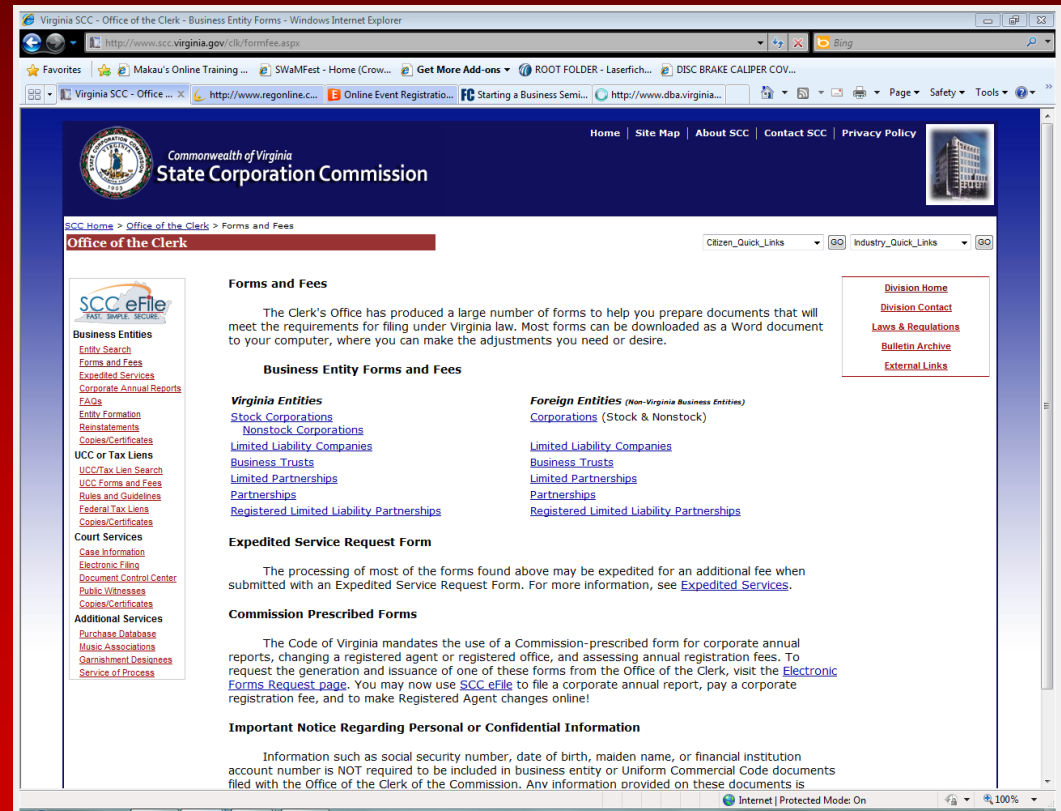 Virginia SCC - Office of the Clerk - Business Entity Forms - Windows Internet Explorer
http://www.scc.virginia.gov/clk/formfee.aspx
Bing
Favorites Makau's Online Training ... SWaMFest - Home (Crow... Get More Add-ons ROOT FOLDER - Laserfich... DISC BRAKE CALIPER COV...
Virginia SCC - Office ... X http://www.regonline.c... Online Event Registratio... Starting a Business Semi... http://www.dba.virginia... Page Safety Tools
Home | Site Map | About SCC | Contact SCC | Privacy Policy
Commonwealth of Virginia
State Corporation Commission
1903
SCC Home > Office of the Clerk > Forms and Fees
Office of the Clerk
Citizen_Quick_Links GO Industry_Quick_Links GO
SCC eFile
FAST. SIMPLE. SECURE.
Business Entities
Entity Search
Forms and Fees
Expedited Services
Corporate Annual Reports
FAQs
Entity Formation
Reinstatements
Copies/Certificates
UCC or Tax Liens
UCC/Tax Lien Search
UCC Forms and Fees
Rules and Guidelines
Federal Tax Liens
Copies/Certificates
Court Services
Case Information
Electronic Filing
Document Control Center
Public Witnesses
Copies/Certificates
Additional Services
Purchase Database
Music Associations
Garnishment Designees
Service of Process
Forms and Fees
The Clerk's Office has produced a large number of forms to help you prepare documents that will
meet the requirements for filing under Virginia law. Most forms can be downloaded as a Word document
to your computer, where you can make the adjustments you need or desire.
Business Entity Forms and Fees
Virginia Entities
Stock Corporations
Nonstock Corporations
Limited Liability Companies
Business Trusts
Limited Partnerships
Partnerships
Registered Limited Liability Partnerships
Foreign Entities (Non-Virginia Business Entities)
Corporations (Stock & Nonstock)
Limited Liability Companies
Business Trusts
Limited Partnerships
Partnerships
Registered Limited Liability Partnerships
Expedited Service Request Form
The processing of most of the forms found above may be expedited for an additional fee when
submitted with an Expedited Service Request Form. For more information, see Expedited Services.
Commission Prescribed Forms
The Code of Virginia mandates the use of a Commission-prescribed form for corporate annual
reports, changing a registered agent or registered office, and assessing annual registration fees. To
request the generation and issuance of one of these forms from the Office of the Clerk, visit the Electronic
Forms Request page. You may now use SCC eFile to file a corporate annual report, pay a corporate
registration fee, and to make Registered Agent changes online!
Important Notice Regarding Personal or Confidential Information
Information such as social security number, date of birth, maiden name, or financial institution
account number is NOT required to be included in business entity or Uniform Commercial Code documents
filed with the Office of the Clerk of the Commission. Any information provided on these documents is
Division Home
Division Contact
Laws & Regulations
Bulletin Archive
External Links
Internet | Protected Mode: On 100%